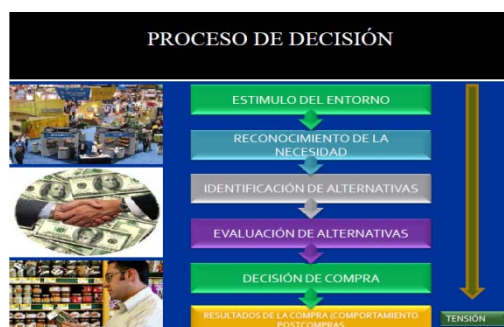 PROCESO DE DECISIÓN
ESTIMULO DEL ENTORNO
RECONOCIMIENTO DE LA
NECESIDAD
IDENTIFICACIÓN DE ALTERNATIVAS
EVALUACIÓN DE ALTERNATIVAS
DECISIÓN DE COMPRA
RESULTADOS DE LA COMPRA (COMPORTAMIENTO
POSTCOMPRAS
TENSIÓN